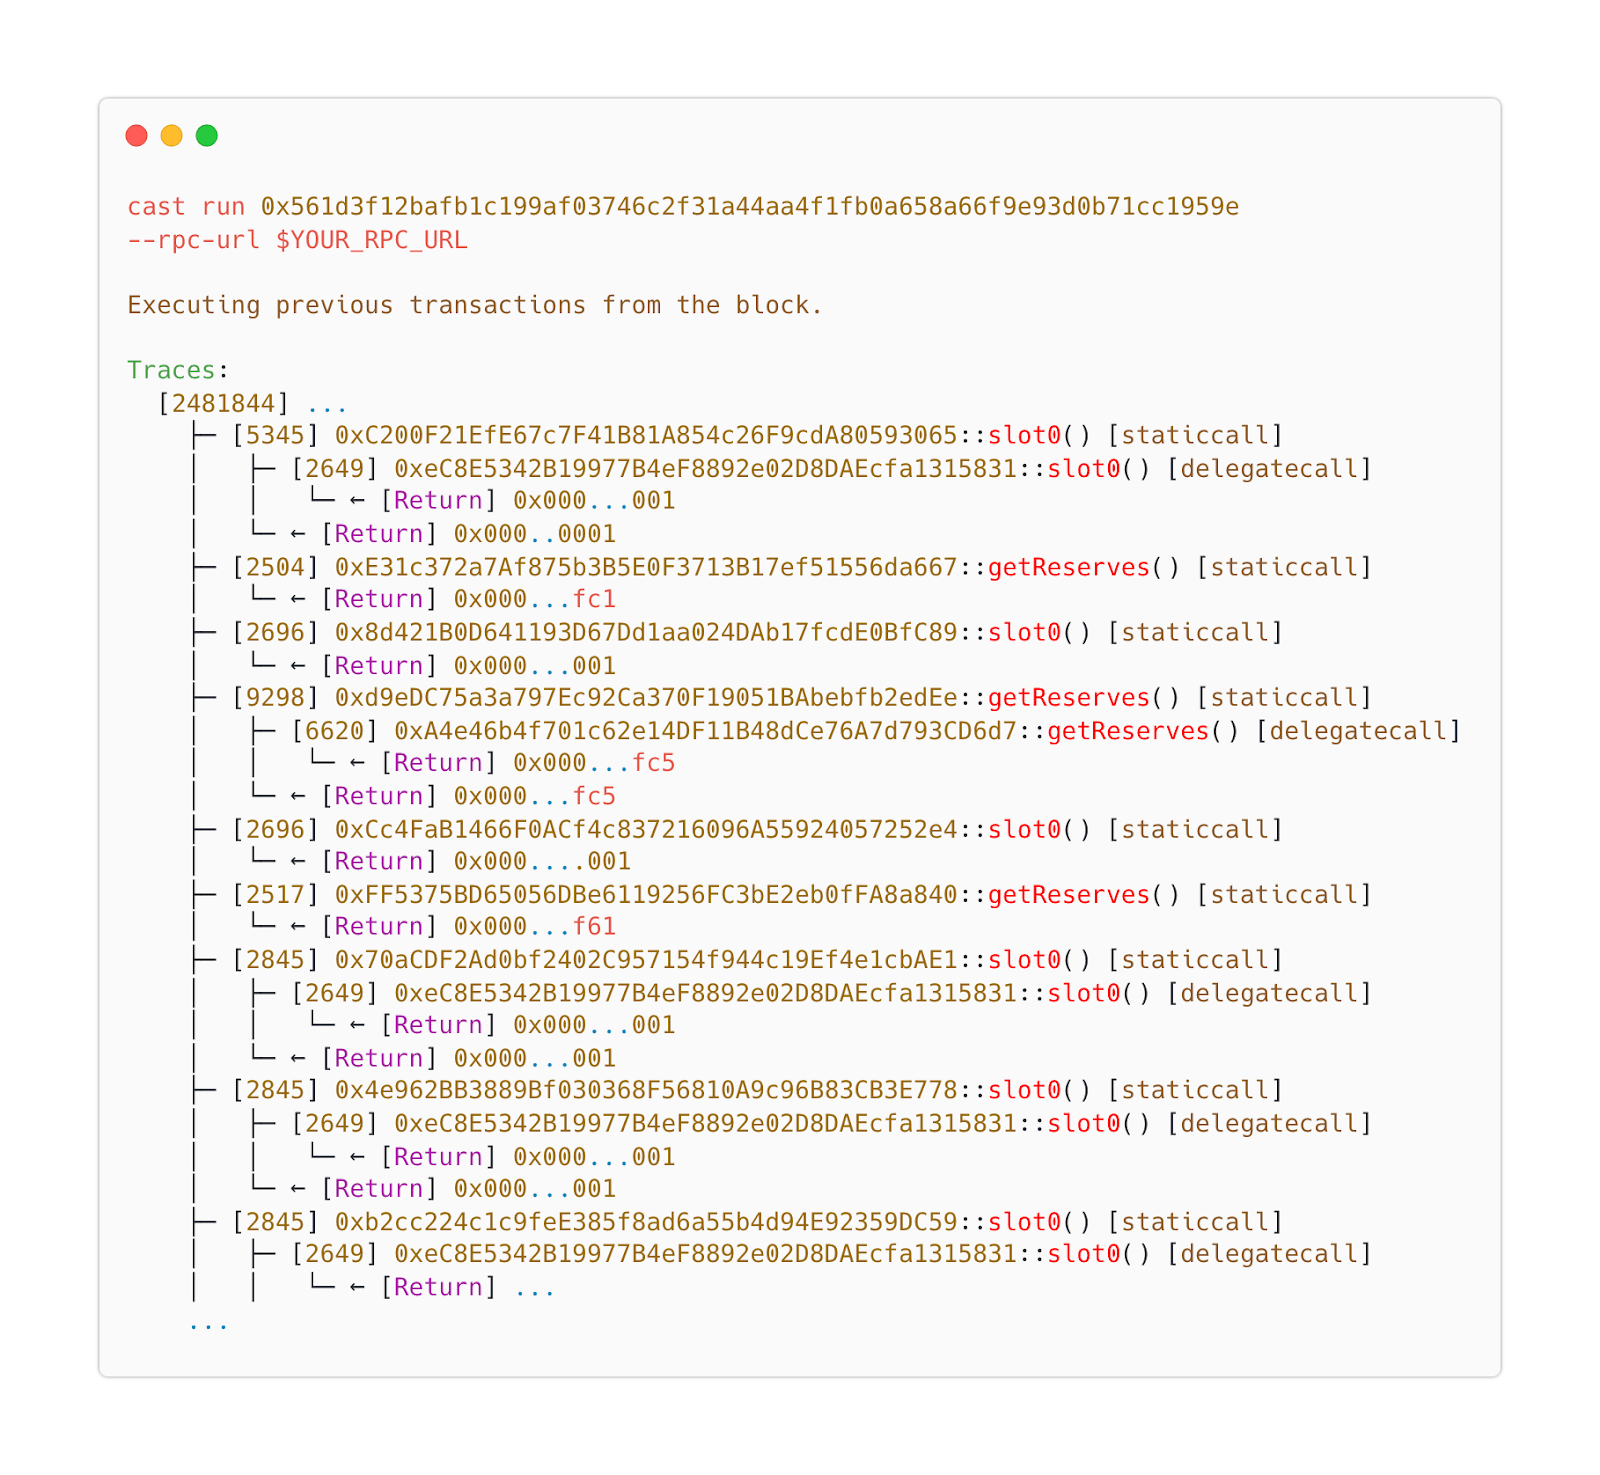 cast run 0x561d3f12bafb1c199af03746c2f31a44aa4f1fb0a658a66f9e93d0b71cc1959e
--rpc-url $YOUR_RPC_URL

Executing previous transactions from the block.

Traces:
  [2481844] ...
    ├─ [5345] 0xC200F21EfE67c7F41B81A854c26F9cdA80593065::slot0() [staticcall]
    │   ├─ [2649] 0xeC8E5342B19977B4eF8892e02D8DAEcfa1315831::slot0() [delegatecall]
    │   │   └─ ← [Return] 0x000...001
    │   └─ ← [Return] 0x000..0001
    ├─ [2504] 0xE31c372a7Af875b3B5E0F3713B17ef51556da667::getReserves() [staticcall]
    │   └─ ← [Return] 0x000...fc1
    ├─ [2696] 0x8d421B0D641193D67Dd1aa024DAb17fcdE0BfC89::slot0() [staticcall]
    │   └─ ← [Return] 0x000...001
    ├─ [9298] 0xd9eDC75a3a797Ec92Ca370F19051BAbebfb2edEe::getReserves() [staticcall]
    │   ├─ [6620] 0xA4e46b4f701c62e14DF11B48dCe76A7d793CD6d7::getReserves() [delegatecall]
    │   │   └─ ← [Return] 0x000...fc5
    │   └─ ← [Return] 0x000...fc5
    ├─ [2696] 0xCc4FaB1466F0ACf4c837216096A55924057252e4::slot0() [staticcall]
    │   └─ ← [Return] 0x000....001
    ├─ [2517] 0xFF5375BD65056DBe6119256FC3bE2eb0fFA8a840::getReserves() [staticcall]
    │   └─ ← [Return] 0x000...f61
    ├─ [2845] 0x70aCDF2Ad0bf2402C957154f944c19Ef4e1cbAE1::slot0() [staticcall]
    │   ├─ [2649] 0xeC8E5342B19977B4eF8892e02D8DAEcfa1315831::slot0() [delegatecall]
    │   │   └─ ← [Return] 0x000...001
    │   └─ ← [Return] 0x000...001
    ├─ [2845] 0x4e962BB3889Bf030368F56810A9c96B83CB3E778::slot0() [staticcall]
    │   ├─ [2649] 0xeC8E5342B19977B4eF8892e02D8DAEcfa1315831::slot0() [delegatecall]
    │   │   └─ ← [Return] 0x000...001
    │   └─ ← [Return] 0x000...001
    ├─ [2845] 0xb2cc224c1c9feE385f8ad6a55b4d94E92359DC59::slot0() [staticcall]
    │   ├─ [2649] 0xeC8E5342B19977B4eF8892e02D8DAEcfa1315831::slot0() [delegatecall]
    │   │   └─ ← [Return] ...
    ...